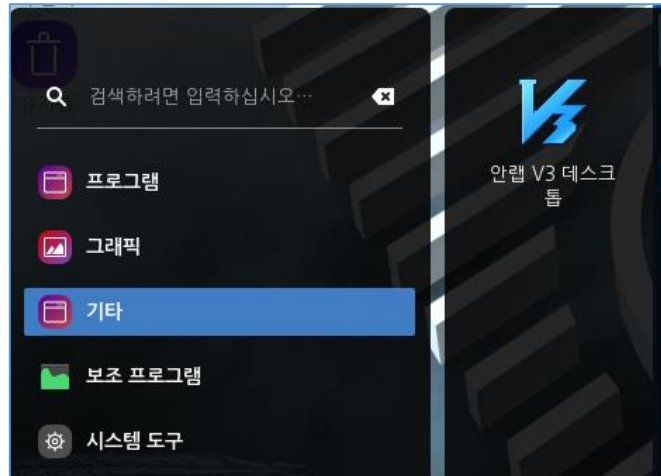 검색하려면 입력하십시오…
프로그램
그래픽
기타
보조 프로그램
시스템 도구
V3
안랩 V3 데스크
톱